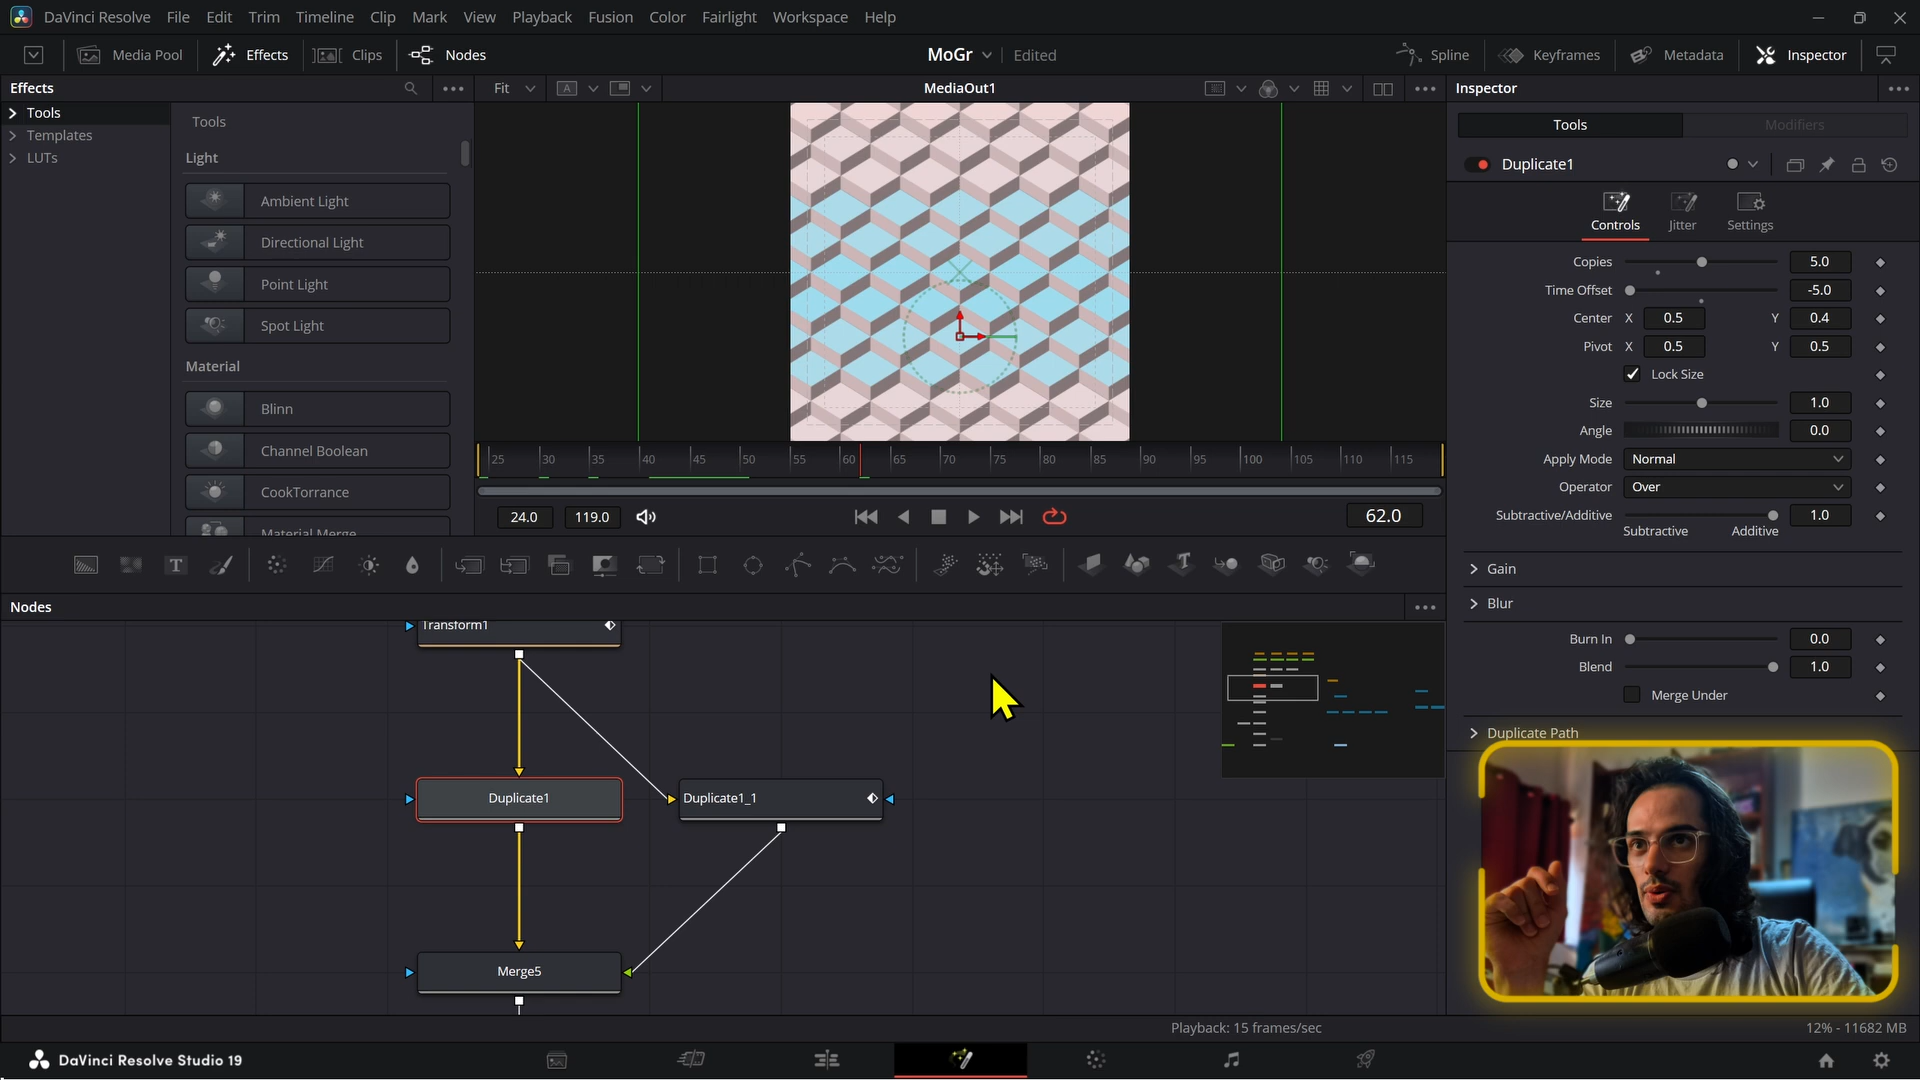 DaVinci Resolve File Edit Trim Timeline Clip Mark View Playback Fusion Color Fairlight Workspace Help
Media Pool Effects Clips Nodes MoGr Edited Spline Keyframes Metadata Inspector
Effects Fit A MediaOut1 Inspector
Tools
Templates
LUTs
Tools
Light
Ambient Light
Directional Light
Point Light
Spot Light
Material
Blinn
Channel Boolean
CookTorrance
Material Merge
25 30 35 40 45 50 55 60 65 70 75 80 85 90 95 100 105 110 115
24.0 119.0 62.0
Nodes
Transform1
Duplicate1 Duplicate1_1
Merge5
Tools Modifiers
Duplicate1
Controls Jitter Settings
Copies 5.0
Time Offset -5.0
Center X 0.5 Y 0.4
Pivot X 0.5 Y 0.5
Lock Size
Size 1.0
Angle 0.0
Apply Mode Normal
Operator Over
Subtractive/Additive 1.0
Subtractive Additive
Gain
Blur
Burn In 0.0
Blend 1.0
Merge Under
Duplicate Path
Playback: 15 frames/sec 12% - 11682 MB
DaVinci Resolve Studio 19